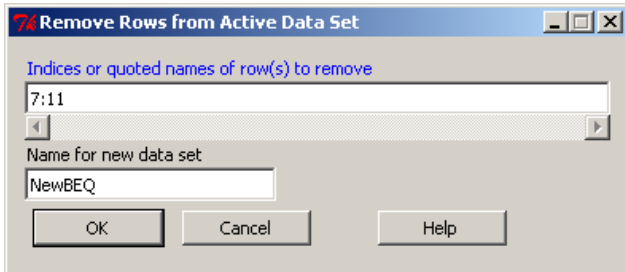 Remove Rows from Active Data Set
Indices or quoted names of row(s) to remove
7:11
Name for new data set
NewBEQ
OK Cancel Help